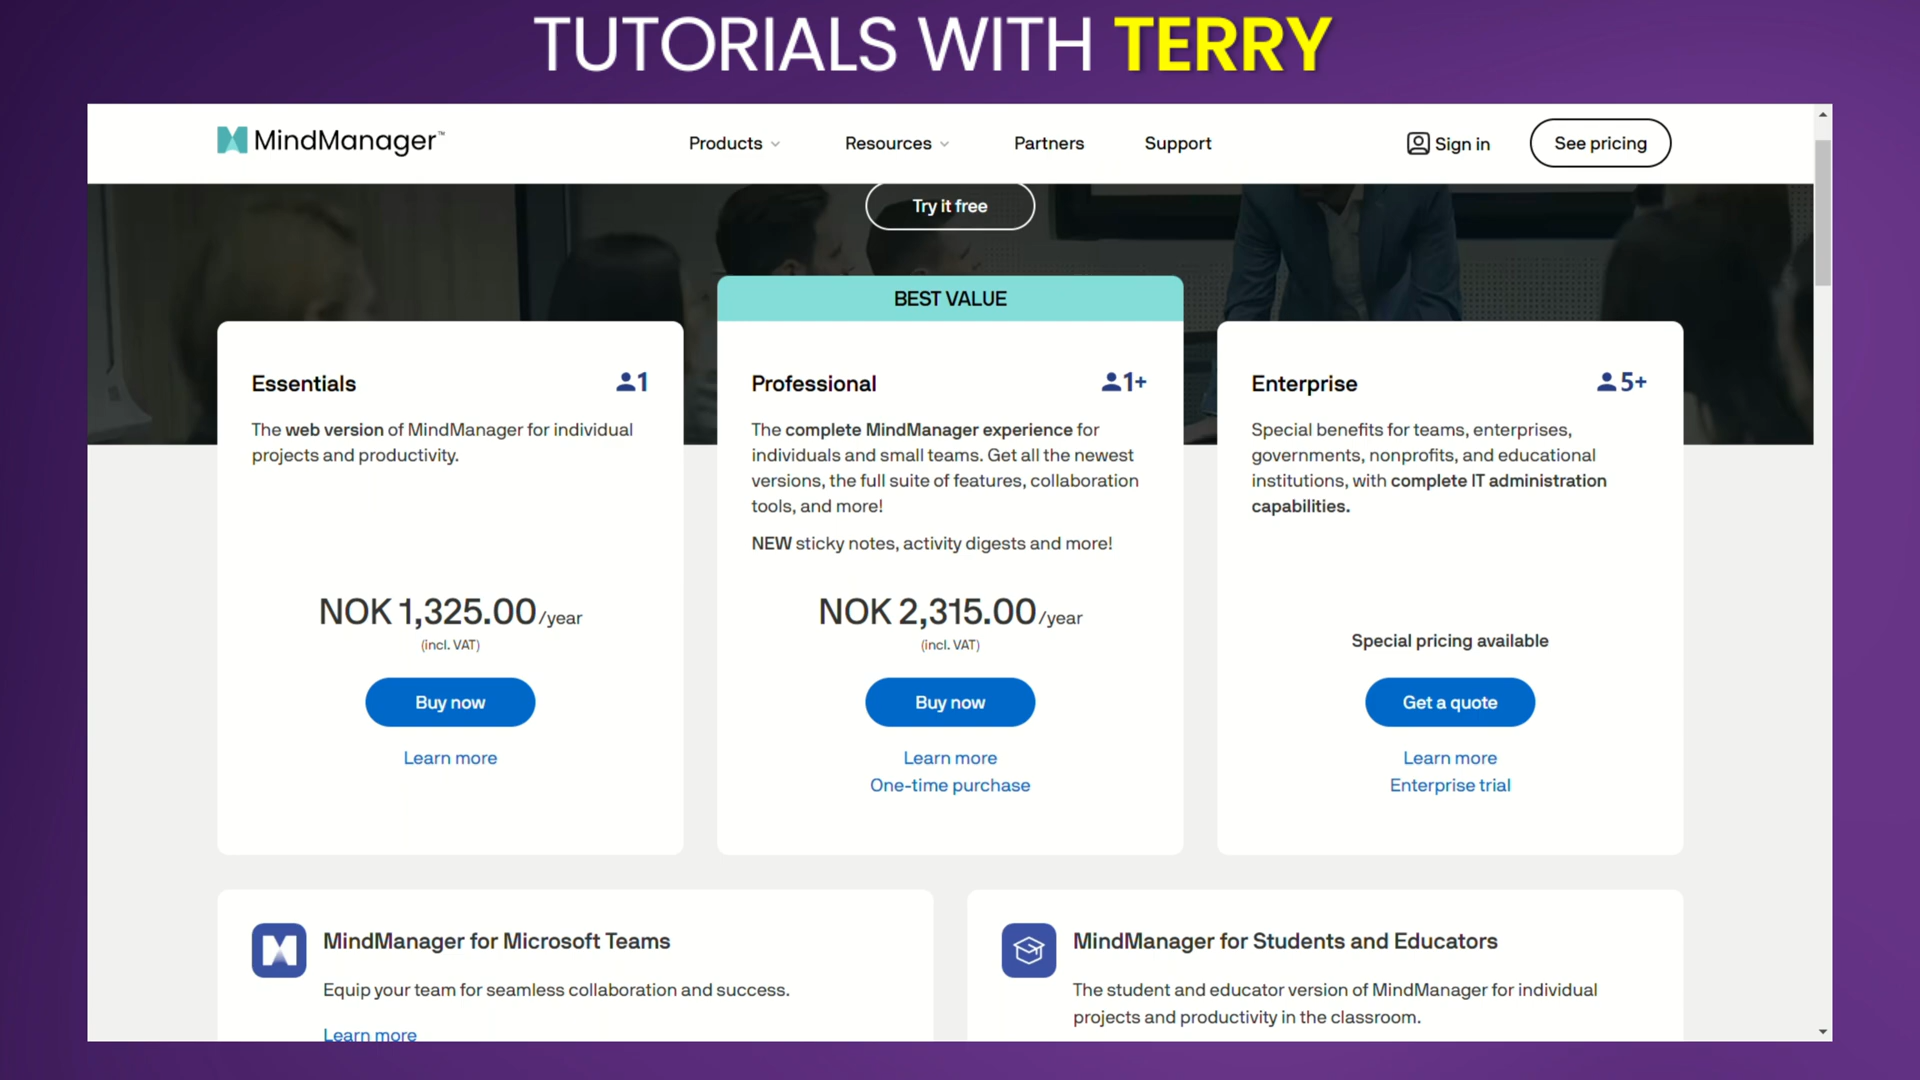 TUTORIALS WITH TERRY
MindManager™
Products
Resources
Partners
Support
Sign in
See pricing
Try it free
BEST VALUE
Essentials
1
The web version of MindManager for individual
projects and productivity.
NOK 1,325.00/year
(incl. VAT)
Buy now
Learn more
Professional
1+
The complete MindManager experience for
individuals and small teams. Get all the newest
versions, the full suite of features, collaboration
tools, and more!
NEW sticky notes, activity digests and more!
NOK 2,315.00/year
(incl. VAT)
Buy now
Learn more
One-time purchase
Enterprise
5+
Special benefits for teams, enterprises,
governments, nonprofits, and educational
institutions, with complete IT administration
capabilities.
Special pricing available
Get a quote
Learn more
Enterprise trial
MindManager for Microsoft Teams
Equip your team for seamless collaboration and success.
Learn more
MindManager for Students and Educators
The student and educator version of MindManager for individual
projects and productivity in the classroom.